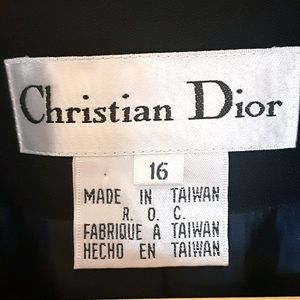 Christian Dior
16
MADE IN TAIWAN
R. O. C.
FABRIQUE A TAIWAN
HECHO EN TAIWAN